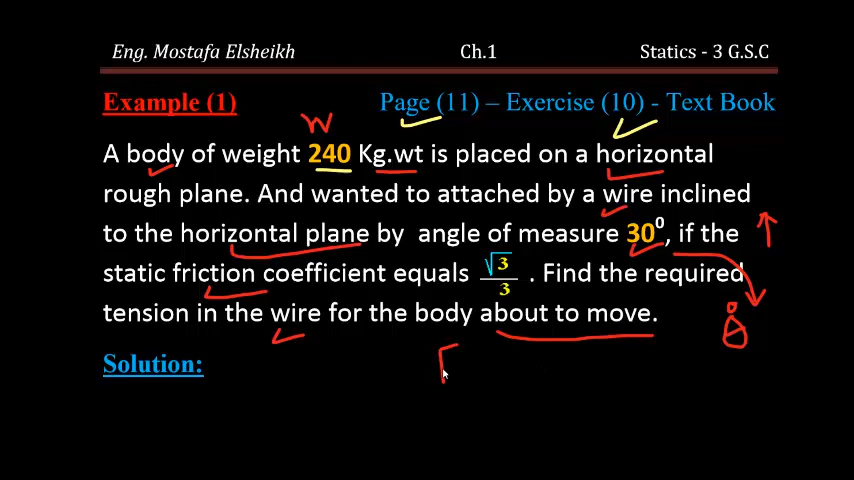 Eng. Mostafa Elsheikh Ch.1 Statics - 3 G.S.C
Example (1) Page (11) – Exercise (10) - Text Book
W
A body of weight 240 Kg.wt is placed on a horizontal
rough plane. And wanted to attached by a wire inclined
to the horizontal plane by angle of measure 30⁰, if the
static friction coefficient equals √3/3 . Find the required
tension in the wire for the body about to move.
Solution: